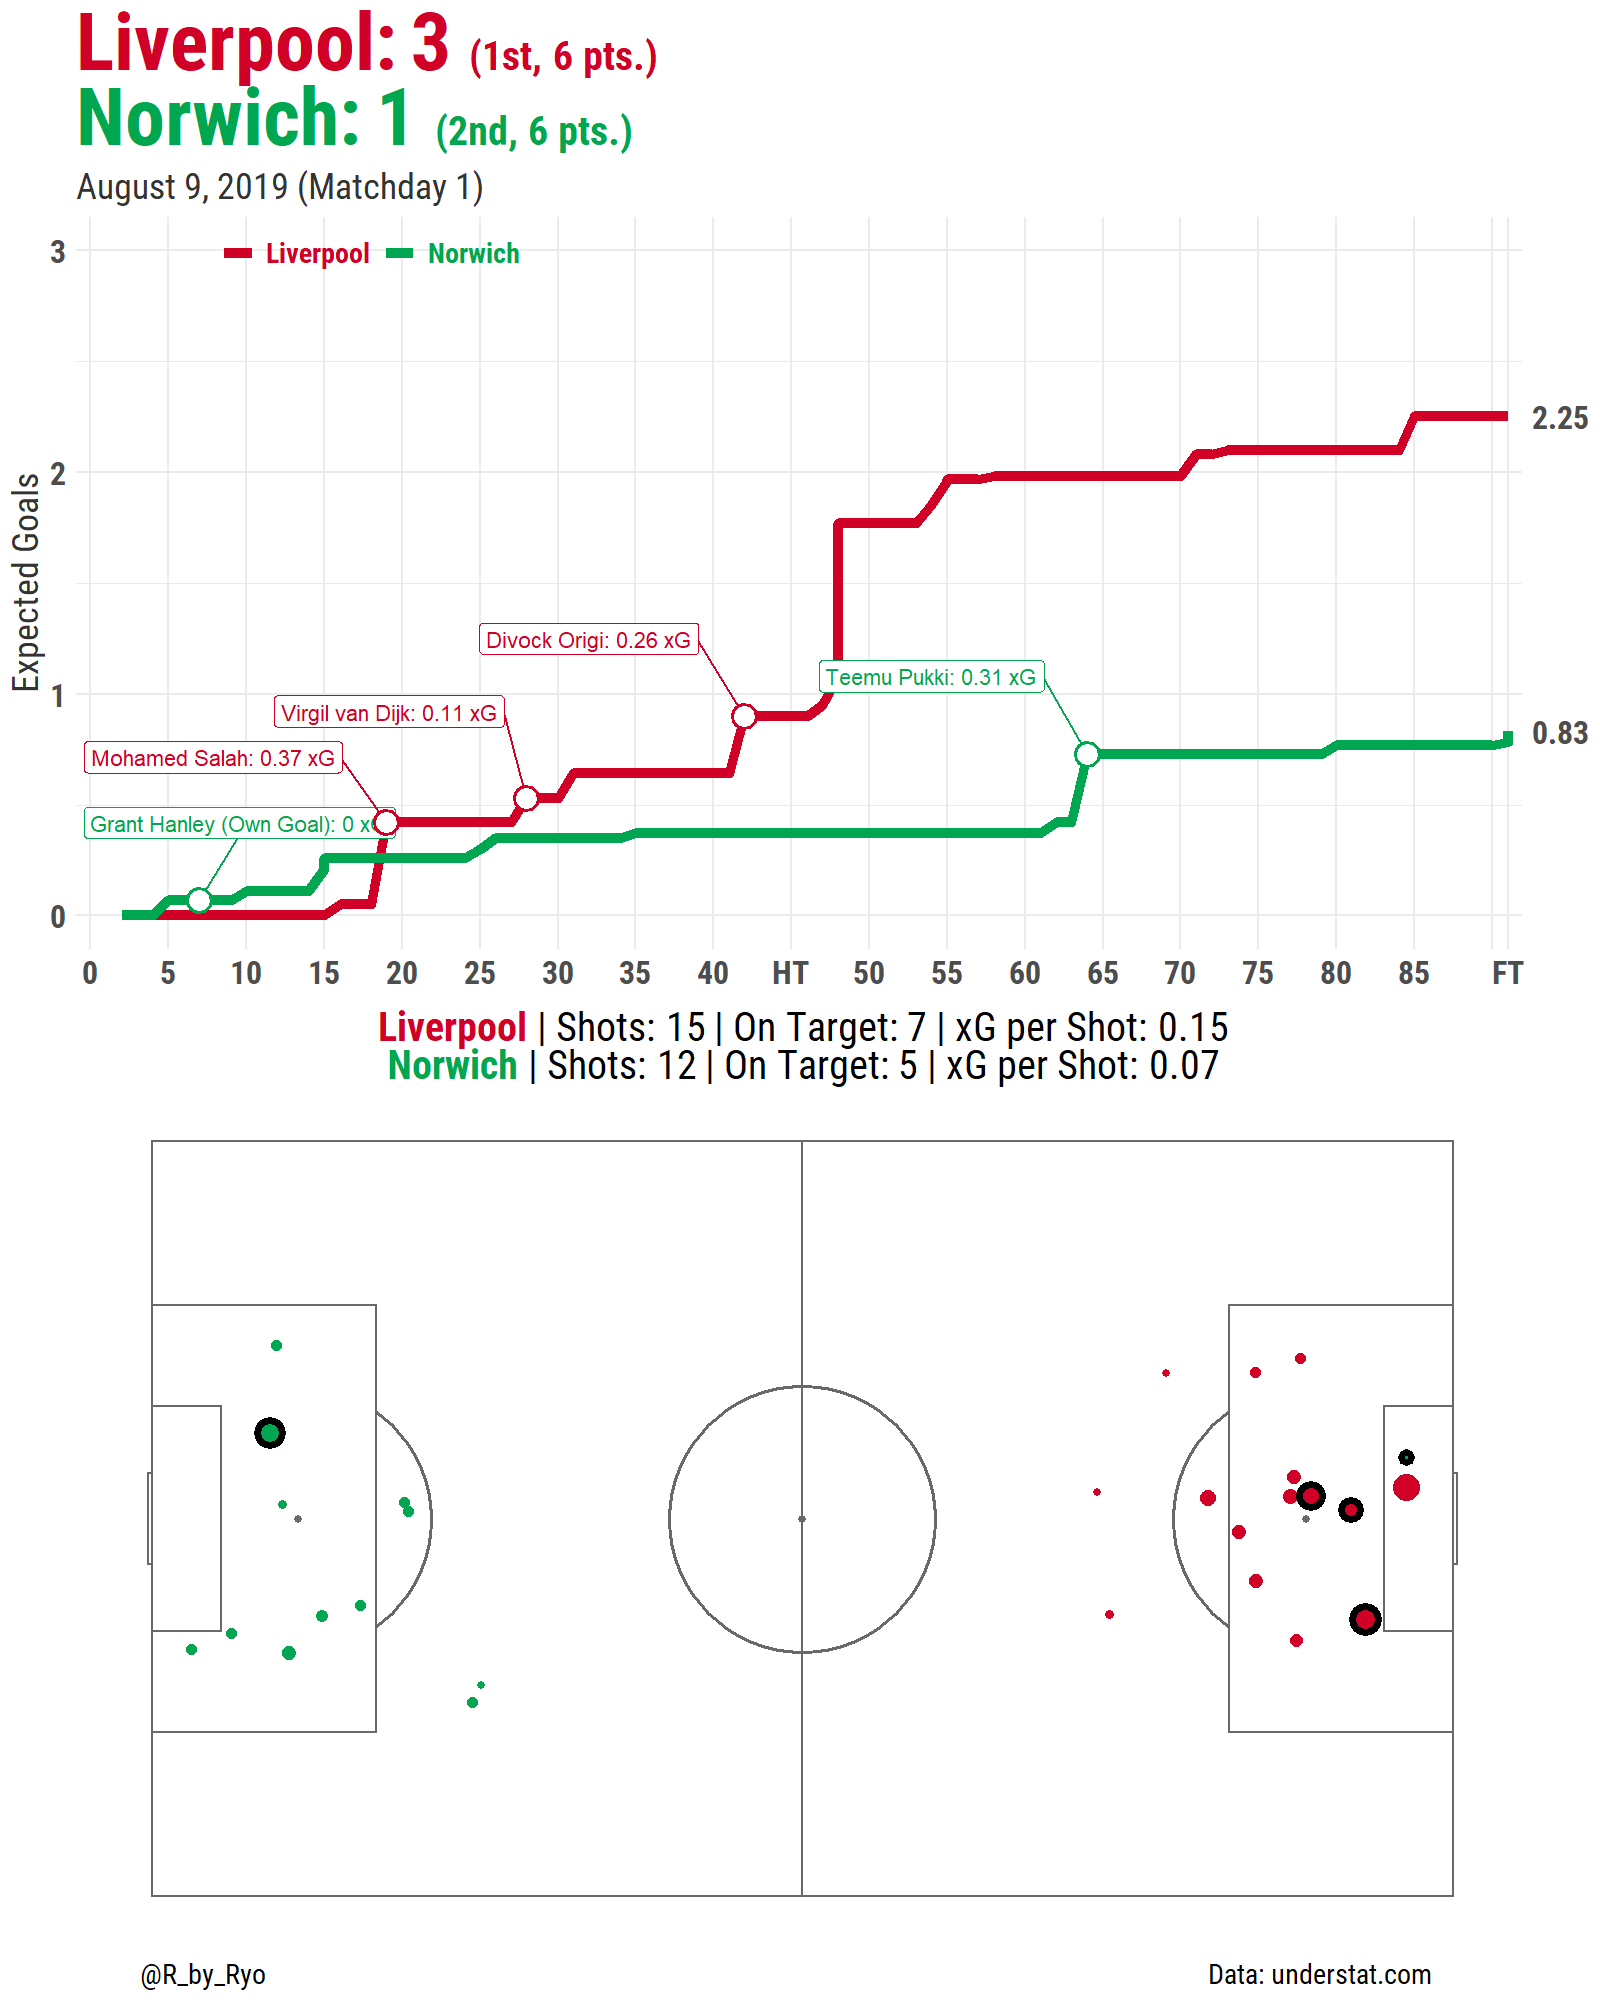 Liverpool: 3 (1st, 6 pts.)
Norwich: 1 (2nd, 6 pts.)
August 9, 2019 (Matchday 1)
Liverpool Norwich
Expected Goals
3
2
1
0
2.25
0.83
Divock Origi: 0.26 xG
Teemu Pukki: 0.31 xG
Virgil van Dijk: 0.11 xG
Mohamed Salah: 0.37 xG
Grant Hanley (Own Goal): 0 x
0 5 10 15 20 25 30 35 40 HT 50 55 60 65 70 75 80 85 FT
Liverpool | Shots: 15 | On Target: 7 | xG per Shot: 0.15
Norwich | Shots: 12 | On Target: 5 | xG per Shot: 0.07
@R_by_Ryo
Data: understat.com